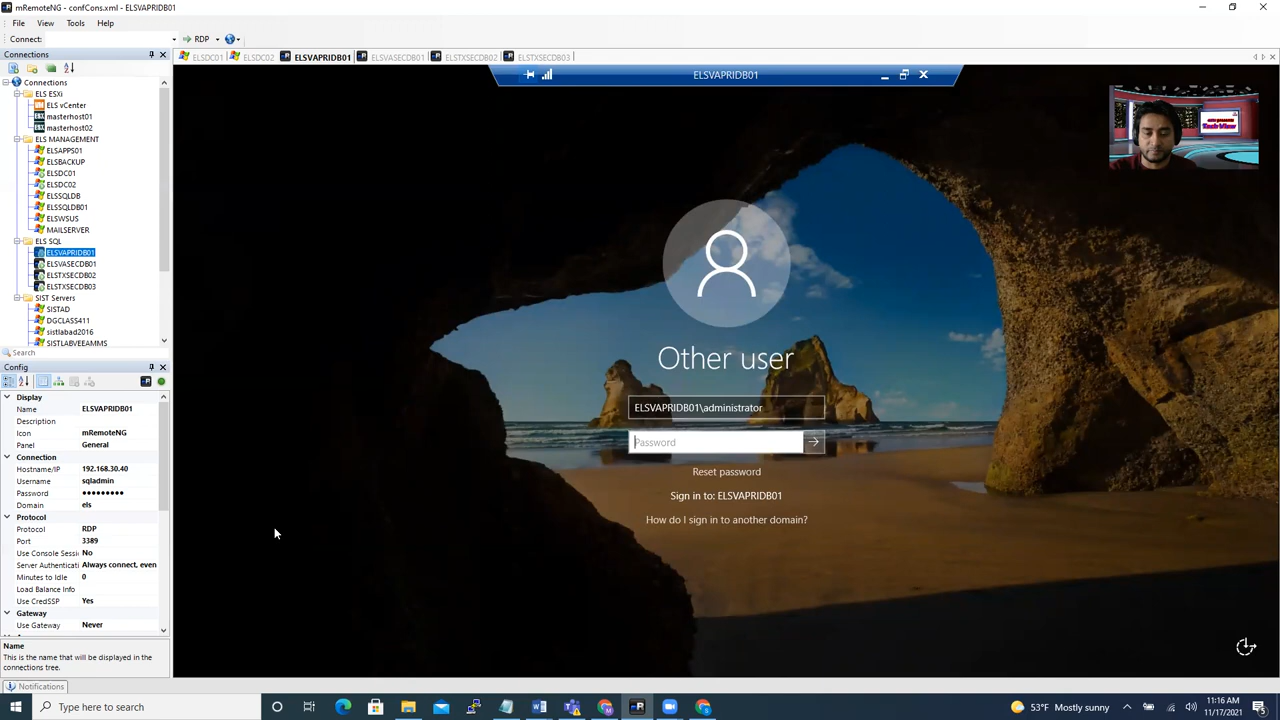 mRemoteNG - confCons.xml - ELSVAPRIDB01
File View Tools Help
Connect: RDP
Connections
ELSDC01 ELSDC02 ELSVAPRIDB01 ELSVASECDB01 ELSTXSECDB02 ELSTXSECDB03
ELSVAPRIDB01
Connections
ELS ESXi
ELS vCenter
masterhost01
masterhost02
ELS MANAGEMENT
ELSAPPS01
ELSBACKUP
ELSDC01
ELSDC02
ELSSQLDB
ELSSQLDB01
ELSWSUS
MAILSERVER
ELS SQL
ELSVAPRIDB01
ELSVASECDB01
ELSTXSECDB02
ELSTXSECDB03
SIST Servers
SISTAD
DGCLASS411
sistlabad2016
SISTLABVEEAMMS
Search
Config
Display
Name ELSVAPRIDB01
Description
Icon mRemoteNG
Panel General
Connection
Hostname/IP 192.168.30.40
Username sqladmin
Password ●●●●●●●●●
Domain els
Protocol
Protocol RDP
Port 3389
Use Console Sessi No
Server Authenticati Always connect, even
Minutes to Idle 0
Load Balance Info
Use CredSSP Yes
Gateway
Use Gateway Never
Name
This is the name that will be displayed in the
connections tree.
Notifications
Tech View
Other user
ELSVAPRIDB01\administrator
Password
Reset password
Sign in to: ELSVAPRIDB01
How do I sign in to another domain?
Type here to search
53°F Mostly sunny
11:16 AM
11/17/2021
5